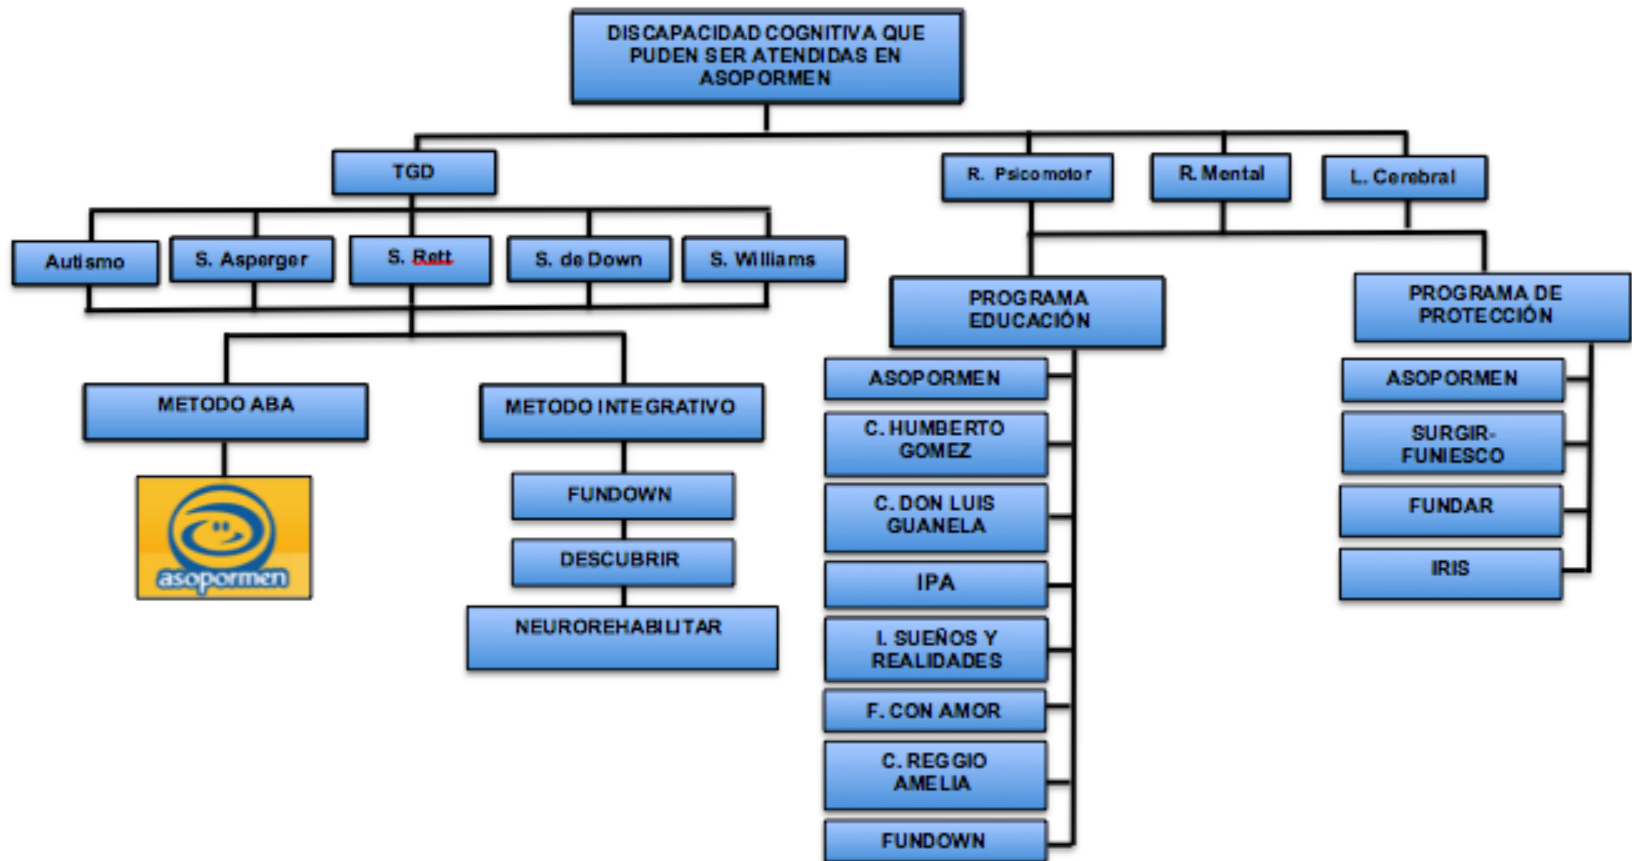 DISCAPACIDAD COGNITIVA QUE
PUDEN SER ATENDIDAS EN
ASOPORMEN
TGD
R. Psicomotor
R. Mental
L. Cerebral
Autismo
S. Asperger
S. Rett
S. de Down
S. Williams
PROGRAMA
EDUCACIÓN
PROGRAMA DE
PROTECCIÓN
METODO ABA
METODO INTEGRATIVO
asopormen
FUNDOWN
DESCUBRIR
NEUROREHABILITAR
ASOPORMEN
C. HUMBERTO
GOMEZ
C. DON LUIS
GUANELA
IPA
I. SUEÑOS Y
REALIDADES
F. CON AMOR
C. REGGIO
AMELIA
FUNDOWN
ASOPORMEN
SURGIR-
FUNIESCO
FUNDAR
IRIS